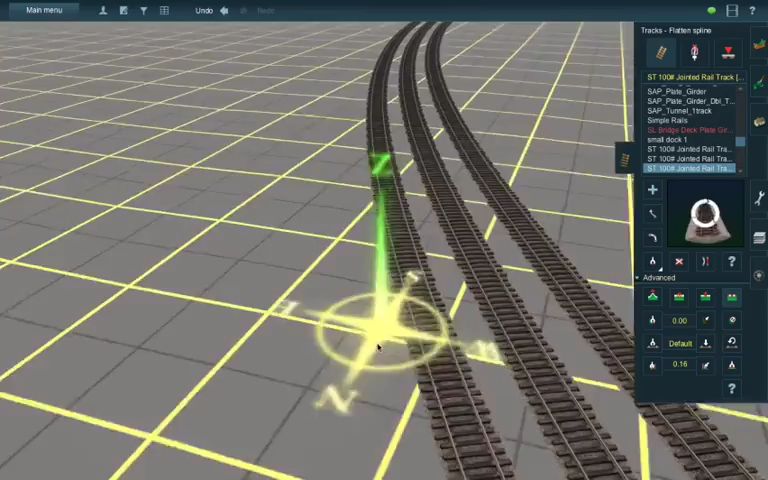 Main menu
Undo
Redo
Tracks - Flatten spline
ST 100# Jointed Rail Track [...
SAP_Plate_Girder
SAP_Plate_Girder_Dbl_T...
SAP_Tunnel_1track
Simple Rails
SL Bridge Deck Plate Gir...
small dock 1
ST 100# Jointed Rail Tra...
ST 100# Jointed Rail Tra...
ST 100# Jointed Rail Tra...
Advanced
0.00
Default
0.16
N